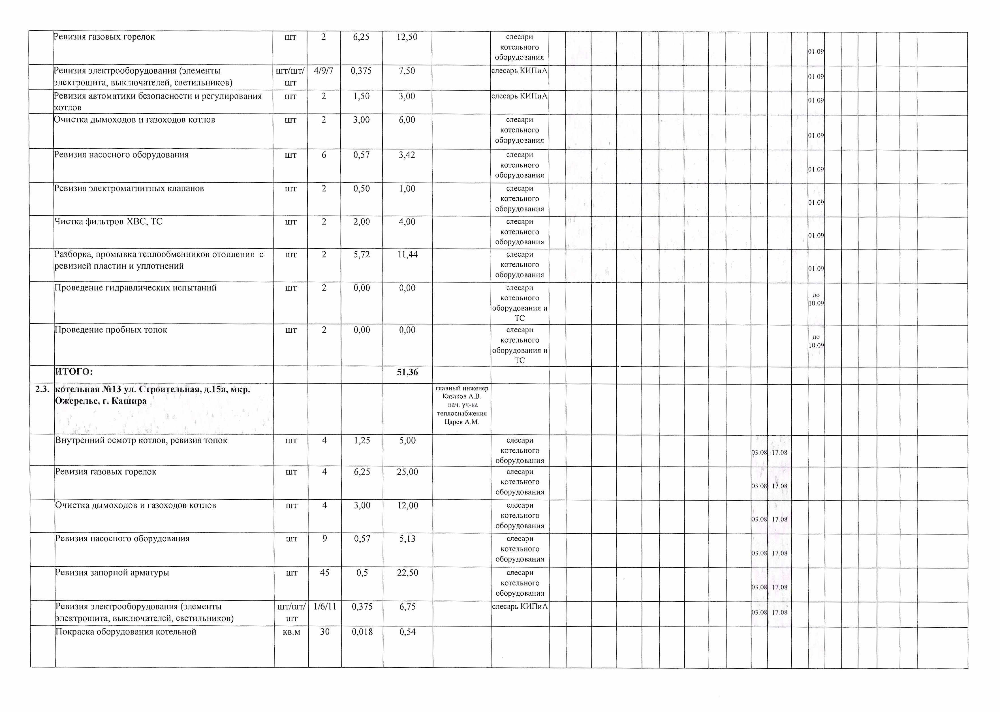 Ревизия газовых горелок шт 2 6,25 12,50 слесари
котельного
оборудования 01.09
Ревизия электрооборудования (элементы шт/шт/ 4/9/7 0,375 7,50 слесарь КИПиА
электрощита, выключателей, светильников) шт 01.09
Ревизия автоматики безопасности и регулирования шт 2 1,50 3,00 слесарь КИПиА 01.09
котлов
Очистка дымоходов и газоходов котлов шт 2 3,00 6,00 слесари
котельного
оборудования 01.09
Ревизия насосного оборудования шт 6 0,57 3,42 слесари
котельного
оборудования 01.09
Ревизия электромагнитных клапанов шт 2 0,50 1,00 слесари
котельного
оборудования 01.09
Чистка фильтров ХВС, ТС шт 2 2,00 4,00 слесари
котельного
оборудования 01.09
Разборка, промывка теплообменников отопления с шт 2 5,72 11,44 слесари
ревизией пластин и уплотнений котельного
оборудования 01.09
Проведение гидравлических испытаний шт 2 0,00 0,00 слесари
котельного до
оборудования и 10.09
ТС
Проведение пробных топок шт 2 0,00 0,00 слесари
котельного до
оборудования и 10.09
ТС
ИТОГО: 51,36
2.3. котельная №13 ул. Строительная, д.15а, мкр. главный инженер
Ожерелье, г. Кашира Казаков А.В
нач. уч-ка
теплоснабжения
Царев А.М.
Внутренний осмотр котлов, ревизия топок шт 4 1,25 5,00 слесари
котельного 03.08 17.08
оборудования
Ревизия газовых горелок шт 4 6,25 25,00 слесари
котельного 03.08 17.08
оборудования
Очистка дымоходов и газоходов котлов шт 4 3,00 12,00 слесари
котельного 03.08 17.08
оборудования
Ревизия насосного оборудования шт 9 0,57 5,13 слесари
котельного 03.08 17.08
оборудования
Ревизия запорной арматуры шт 45 0,5 22,50 слесари
котельного 03.08 17.08
оборудования
Ревизия электрооборудования (элементы шт/шт/ 1/6/11 0,375 6,75 слесарь КИПиА 03.08 17.08
электрощита, выключателей, светильников) шт
Покраска оборудования котельной кв.м 30 0,018 0,54